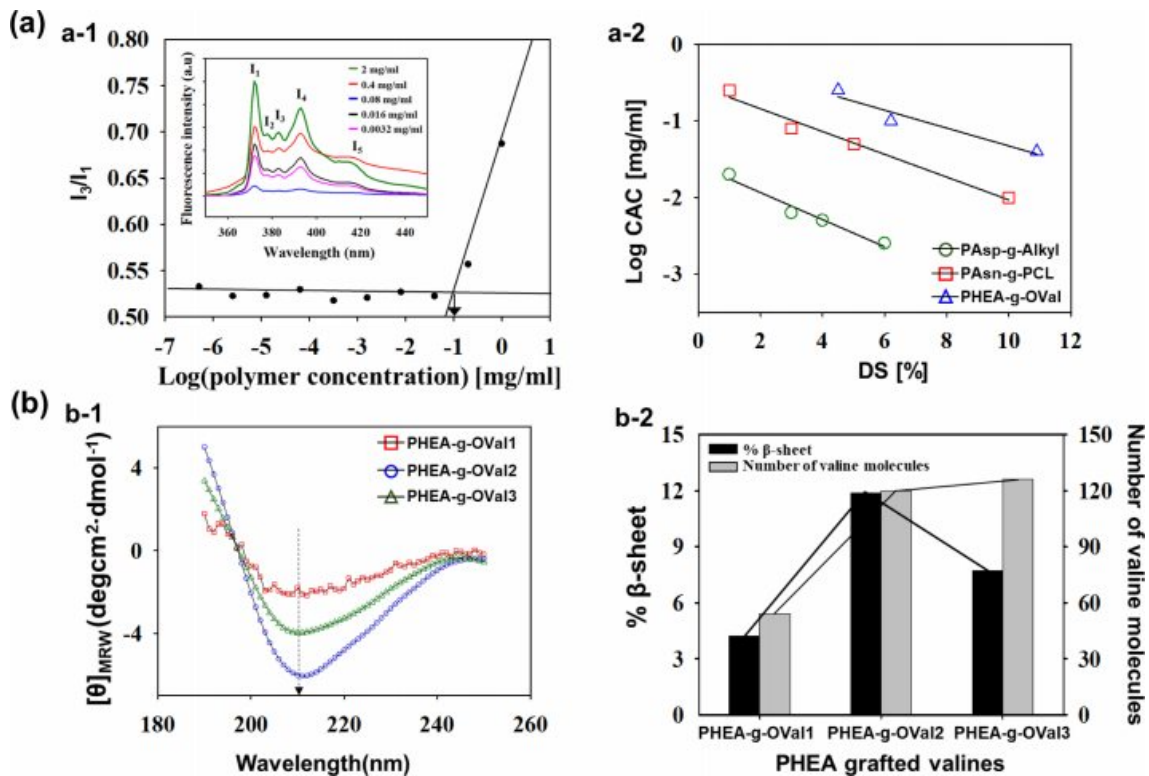 (a)
a-1
0.80
0.75
0.70
0.65
0.60
0.55
0.50
I3/I1
I1
I2
I3
I4
I5
2 mg/ml
0.4 mg/ml
0.08 mg/ml
0.016 mg/ml
0.0032 mg/ml
Fluorescence intensity (a.u)
360 380 400 420 440
Wavelength (nm)
-7 -6 -5 -4 -3 -2 -1 0 1
Log(polymer concentration) [mg/ml]
a-2
-0
-1
-2
-3
Log CAC [mg/ml]
PAsp-g-Alkyl
PAsn-g-PCL
PHEA-g-OVal
0 2 4 6 8 10 12
DS [%]
(b)
b-1
4
0
-4
[θ]MRW (degcm2·dmol-1)
PHEA-g-OVal1
PHEA-g-OVal2
PHEA-g-OVal3
180 200 220 240 260
Wavelength(nm)
b-2
15
12
9
6
3
0
% β-sheet
% β-sheet
Number of valine molecules
150
120
90
60
30
0
Number of valine molecules
PHEA-g-OVal1 PHEA-g-OVal2 PHEA-g-OVal3
PHEA grafted valines